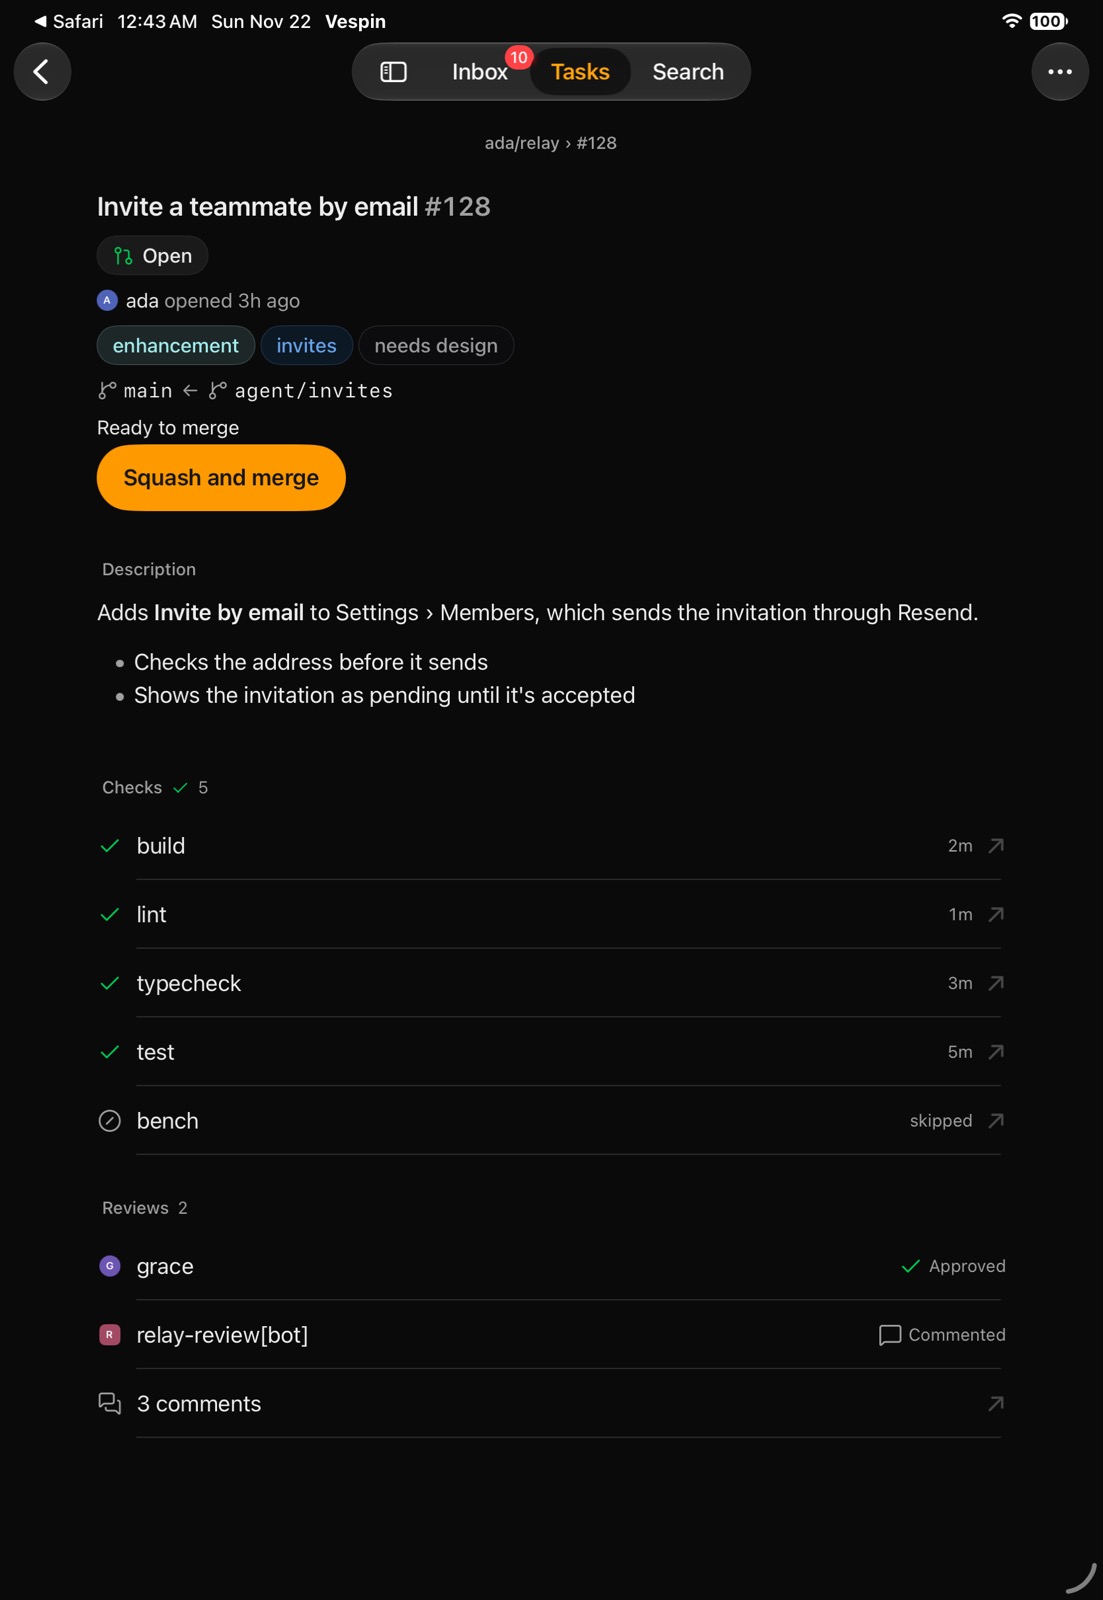 ◀ Safari 12:43 AM Sun Nov 22 Vespin 100
Inbox 10 Tasks Search
ada/relay › #128
Invite a teammate by email #128
Open
A ada opened 3h ago
enhancement invites needs design
main ← agent/invites
Ready to merge
Squash and merge
Description
Adds Invite by email to Settings › Members, which sends the invitation through Resend.
• Checks the address before it sends
• Shows the invitation as pending until it's accepted
Checks ✓ 5
build 2m
lint 1m
typecheck 3m
test 5m
bench skipped
Reviews 2
G grace Approved
R relay-review[bot] Commented
3 comments